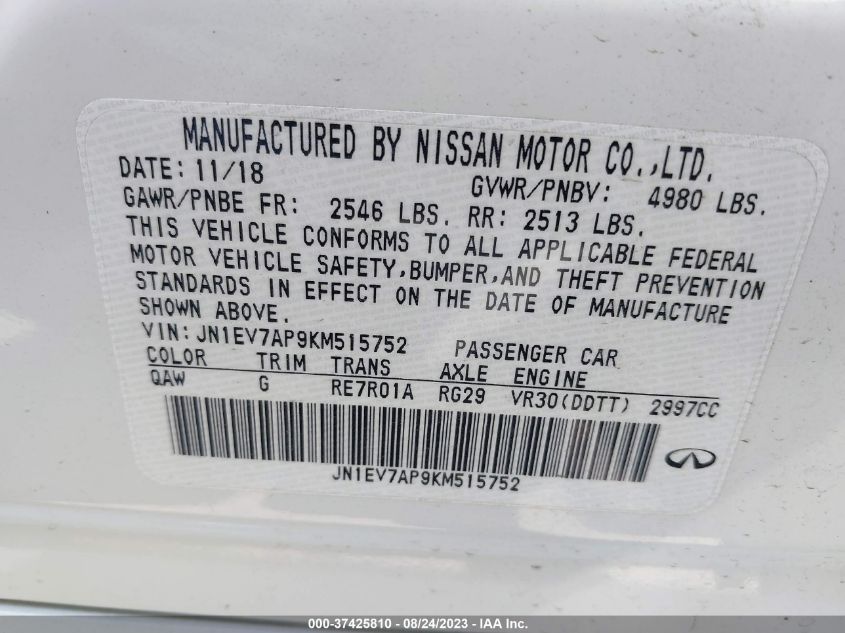 MANUFACTURED BY NISSAN MOTOR CO.,LTD.
DATE: 11/18 GVWR/PNBV: 4980 LBS.
GAWR/PNBE FR: 2546 LBS. RR: 2513 LBS.
THIS VEHICLE CONFORMS TO ALL APPLICABLE FEDERAL
MOTOR VEHICLE SAFETY,BUMPER,AND THEFT PREVENTION
STANDARDS IN EFFECT ON THE DATE OF MANUFACTURE
SHOWN ABOVE.
VIN: JN1EV7AP9KM515752 PASSENGER CAR
COLOR TRIM TRANS AXLE ENGINE
QAW G RE7R01A RG29 VR30(DDTT) 2997CC
JN1EV7AP9KM515752
000-37425810 - 08/24/2023 - IAA Inc.